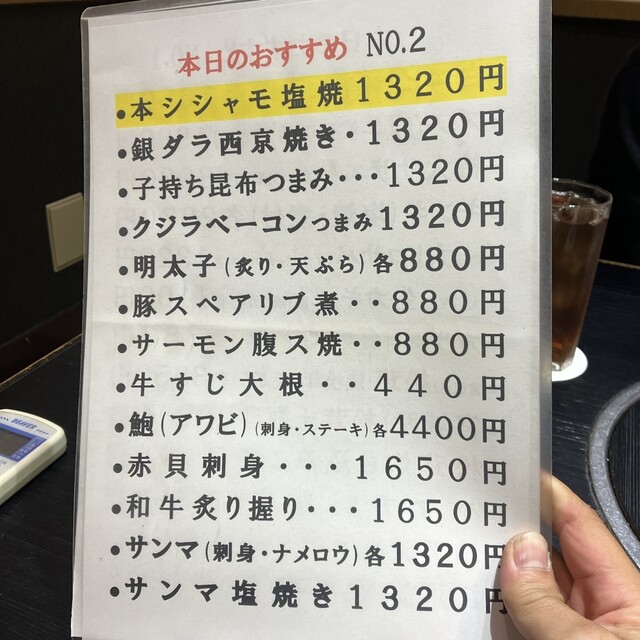 本日のおすすめ NO.2
●本シシャモ塩焼1320円
●銀ダラ西京焼き・1320円
●子持ち昆布つまみ・・・1320円
●クジラベーコンつまみ1320円
●明太子(炙り・天ぷら)各880円
●豚スペアリブ煮・・880円
●サーモン腹ス焼・・880円
●牛すじ大根・・440円
●鮑(アワビ)(刺身・ステーキ)各4400円
●赤貝刺身・・・1650円
●和牛炙り握り・・・1650円
●サンマ(刺身・ナメロウ)各1320円
●サンマ塩焼き1320円